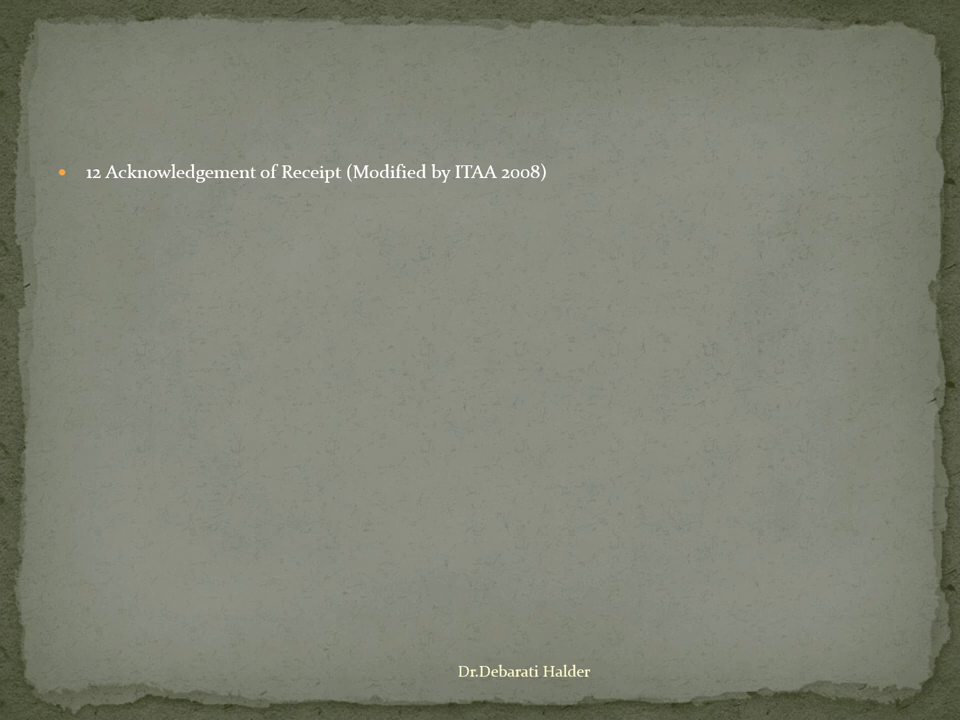 12 Acknowledgement of Receipt (Modified by ITAA 2008)
Dr.Debarati Halder